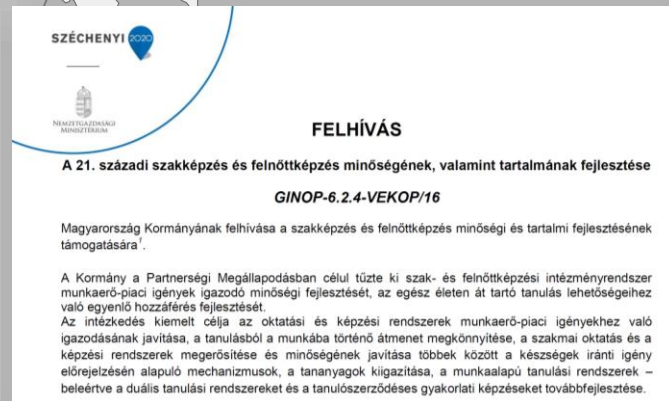 SZÉCHENYI 2020
NEMZETGAZDASÁGI
MINISZTÉRIUM
FELHÍVÁS
A 21. századi szakképzés és felnőttképzés minőségének, valamint tartalmának fejlesztése
GINOP-6.2.4-VEKOP/16
Magyarország Kormányának felhívása a szakképzés és felnőttképzés minőségi és tartalmi fejlesztésének
támogatására¹.
A Kormány a Partnerségi Megállapodásban célul tűzte ki szak- és felnőttképzési intézményrendszer
munkaerő-piaci igények igazodó minőségi fejlesztését, az egész életen át tartó tanulás lehetőségeihez
való egyenlő hozzáférés fejlesztését.
Az intézkedés kiemelt célja az oktatási és képzési rendszerek munkaerő-piaci igényekhez való
igazodásának javítása, a tanulásból a munkába történő átmenet megkönnyítése, a szakmai oktatás és a
képzési rendszerek megerősítése és minőségének javítása többek között a készségek iránti igény
előrejelzésén alapuló mechanizmusok, a tananyagok kiigazítása, a munkaalapú tanulási rendszerek –
beleértve a duális tanulási rendszereket és a tanulószerződéses gyakorlati képzéseket továbbfejlesztése.